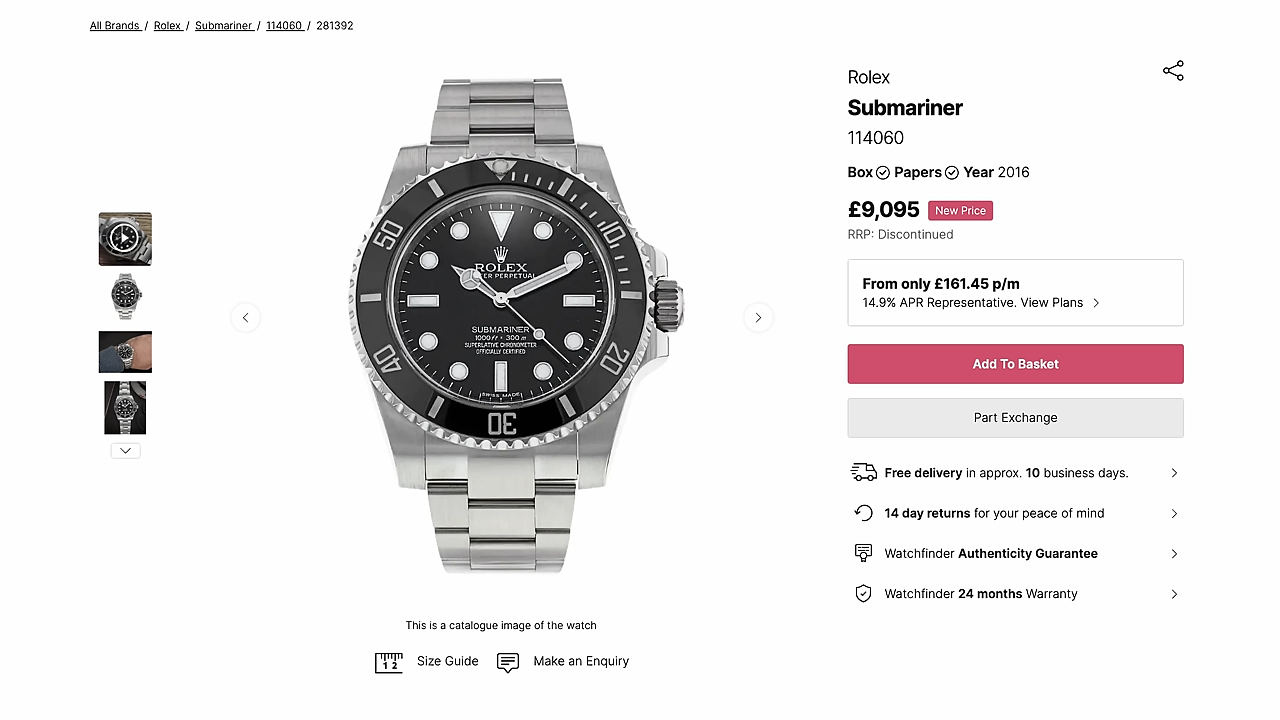 All Brands / Rolex / Submariner / 114060 / 281392
Rolex
Submariner
114060
Box Papers Year 2016
£9,095 New Price
RRP: Discontinued
From only £161.45 p/m
14.9% APR Representative. View Plans
Add To Basket
Part Exchange
Free delivery in approx. 10 business days.
14 day returns for your peace of mind
Watchfinder Authenticity Guarantee
Watchfinder 24 months Warranty
10
20
30
40
50
ROLEX
PERPETUAL
SUBMARINER
1000ft = 300m
SUPERLATIVE CHRONOMETER
OFFICIALLY CERTIFIED
SWISS MADE
This is a catalogue image of the watch
1 2
Size Guide
Make an Enquiry